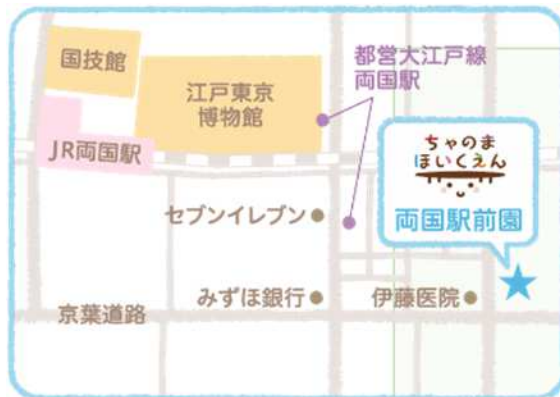 国技館
江戸東京
博物館
都営大江戸線
両国駅
JR両国駅
ちゃのま
ほいくえん
両国駅前園
セブンイレブン
みずほ銀行
伊藤医院
京葉道路